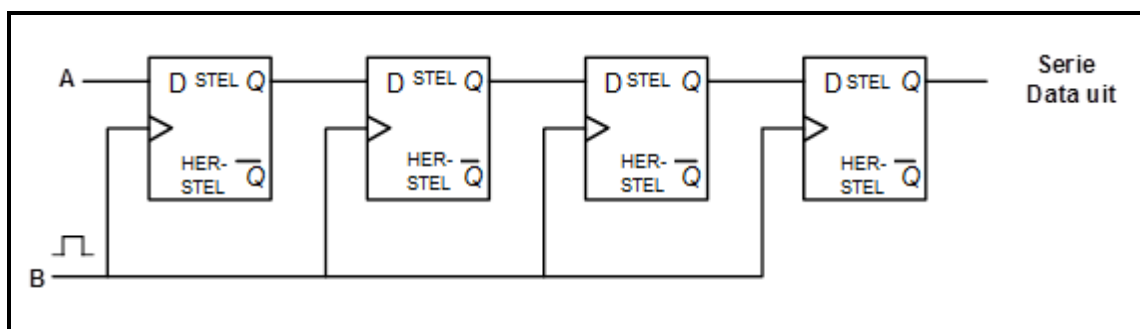 A
D STEL Q
HER-
STEL Q̅
D STEL Q
HER-
STEL Q̅
D STEL Q
HER-
STEL Q̅
D STEL Q
HER-
STEL Q̅
Serie
Data uit
B